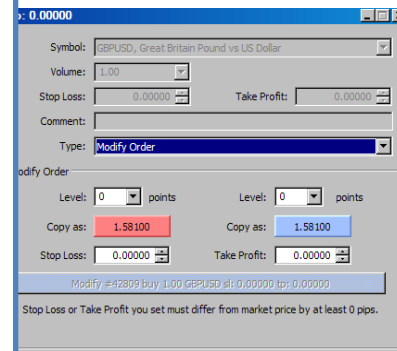 : 0.00000
Symbol: GBPUSD, Great Britain Pound vs US Dollar
Volume: 1.00
Stop Loss: 0.00000 Take Profit: 0.00000
Comment:
Type: Modify Order
odify Order
Level: 0 points Level: 0 points
Copy as: 1.58100 Copy as: 1.58100
Stop Loss: 0.00000 Take Profit: 0.00000
Modify #42809 buy 1.00 GBPUSD sl: 0.00000 tp: 0.00000
Stop Loss or Take Profit you set must differ from market price by at least 0 pips.